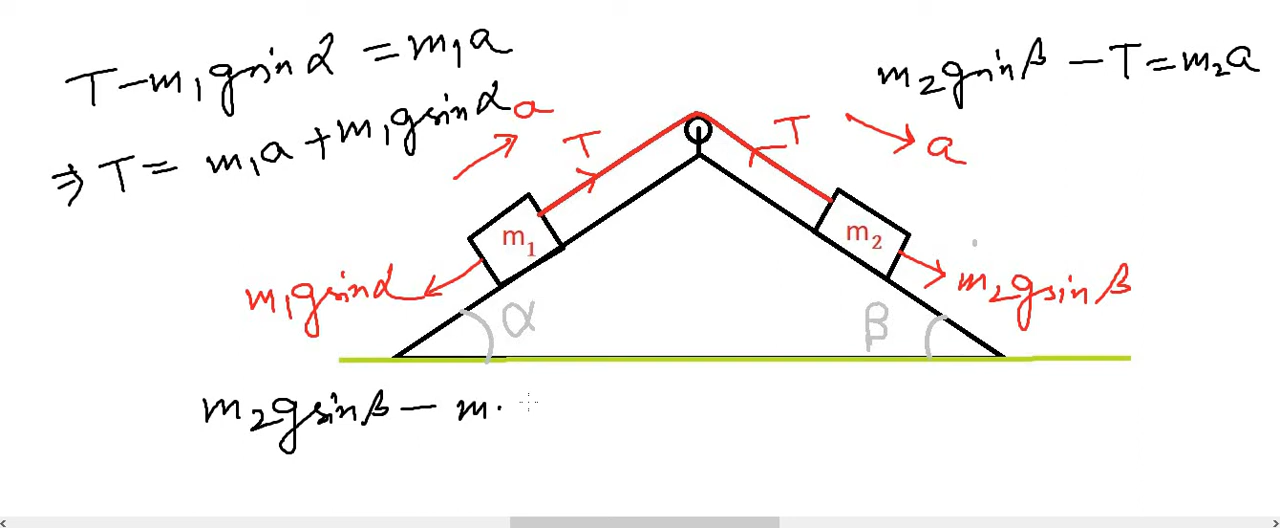 T − m₁g sin α = m₁a
m₂g sin β − T = m₂a
⇒ T = m₁a + m₁g sin α
a
T
T
a
m₁
m₂
m₁g sin α
m₂g sin β
α
β
m₂g sin β − m